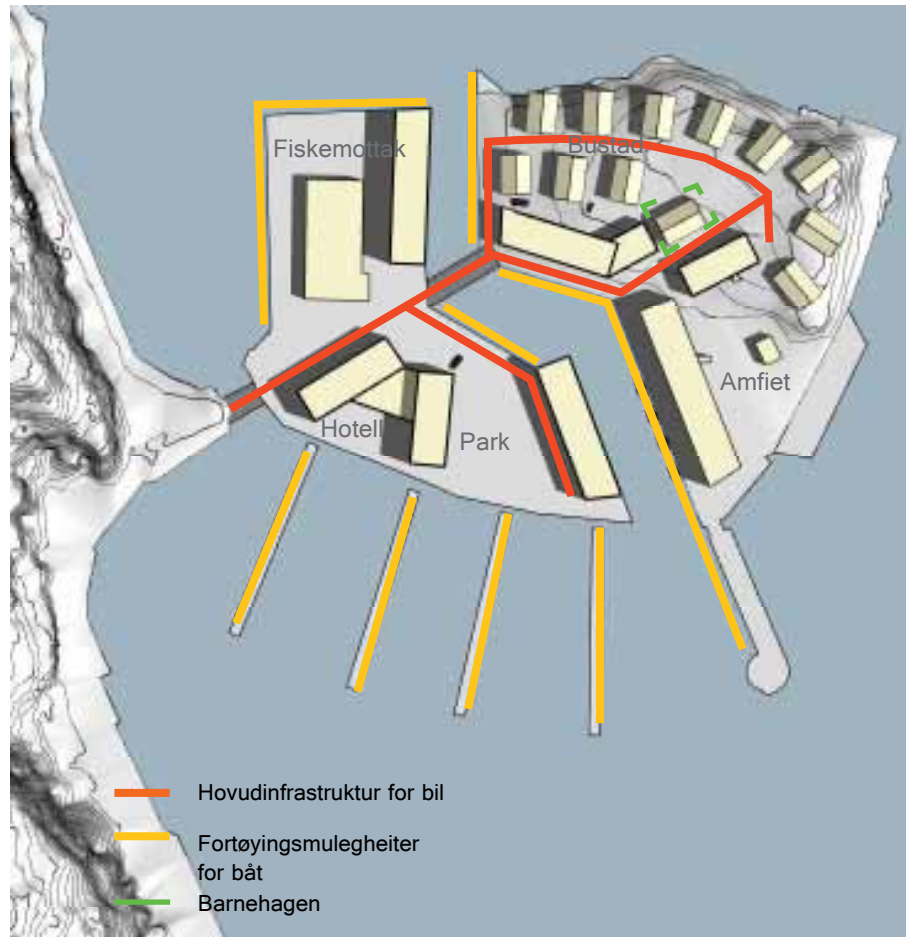 Fiskemottak
Bustad
Amfiet
Hotell
Park
Hovudinfrastruktur for bil
Fortøyingsmulegheiter
for båt
Barnehagen